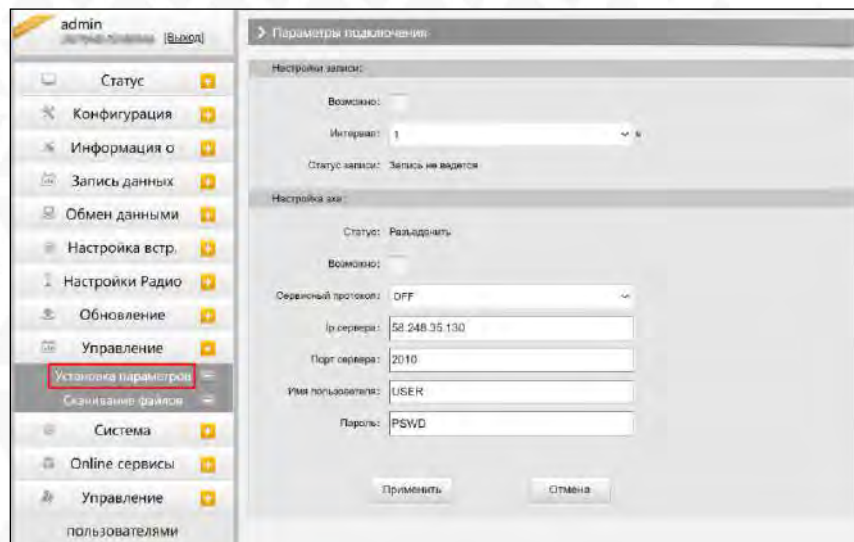 admin
[Выход]
Статус
Конфигурация
Информация о
Запись данных
Обмен данными
Настройка встр.
Настройки Радио
Обновление
Управление
Установка параметров
Скачивание файлов
Система
Online сервисы
Управление
пользователями
Параметры подключения
Настройки записи:
Возможно:
Интервал: 1 s
Статус записи: Запись не ведется
Настройка эхи:
Статус: Разъединить
Возможно:
Сервисный протокол: OFF
Ip сервера: 58.248.35.130
Порт сервера: 2010
Имя пользователя: USER
Пароль: PSWD
Применить Отмена